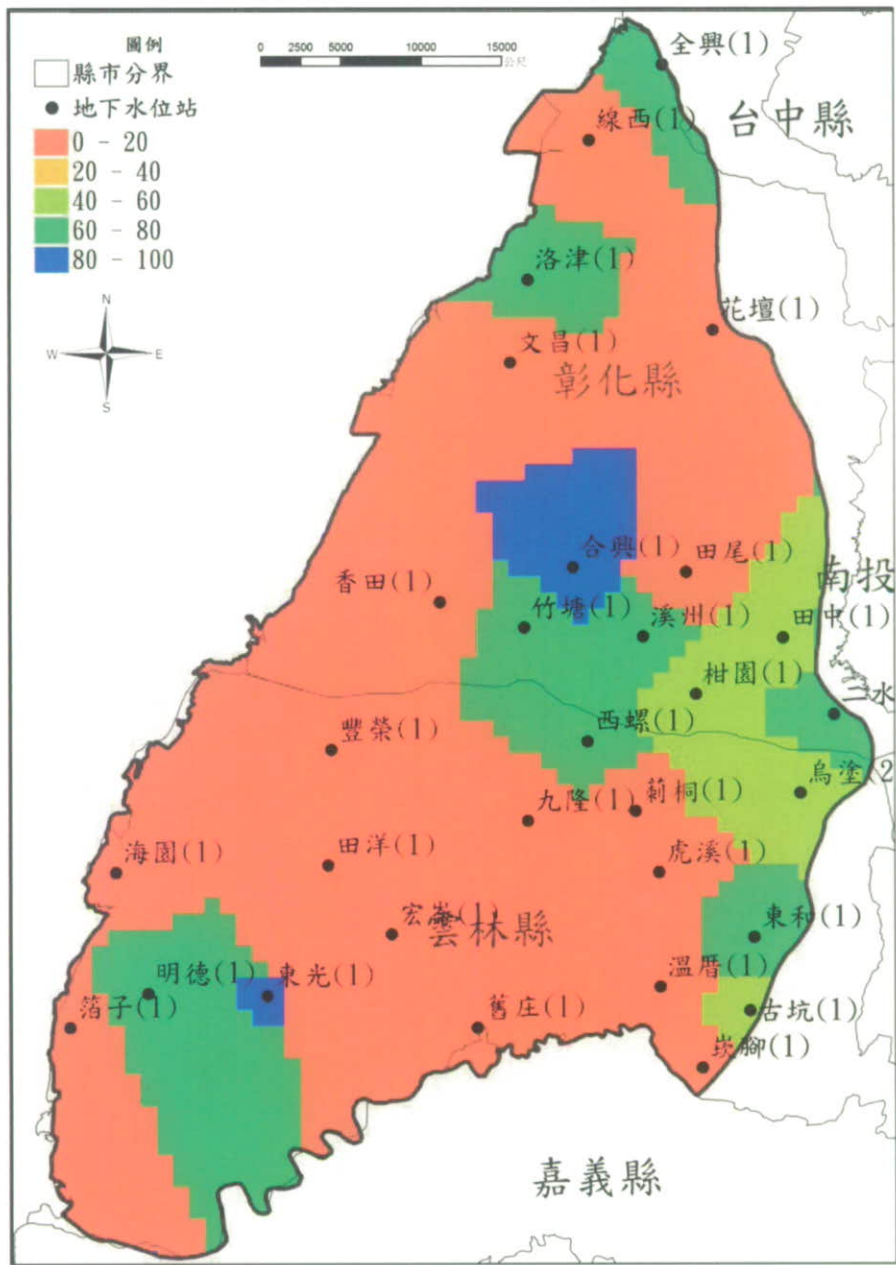 圖例
縣市分界
地下水位站
0 - 20
20 - 40
40 - 60
60 - 80
80 - 100
0 2500 5000 10000 15000
公尺
N
W E
S
全興(1)
台中縣
線西(1)
洛津(1)
花壇(1)
文昌(1)
彰化縣
合興(1)
田尾(1)
南投
香田(1)
竹塘(1)
溪州(1)
田中(1)
柑園(1)
二水
西螺(1)
豐榮(1)
烏塗(2
九隆(1)
莿桐(1)
海園(1)
田洋(1)
虎溪(1)
宏崙(1)
雲林縣
東和(1)
明德(1)
東光(1)
溫厝(1)
箔子(1)
舊庄(1)
古坑(1)
崁腳(1)
嘉義縣